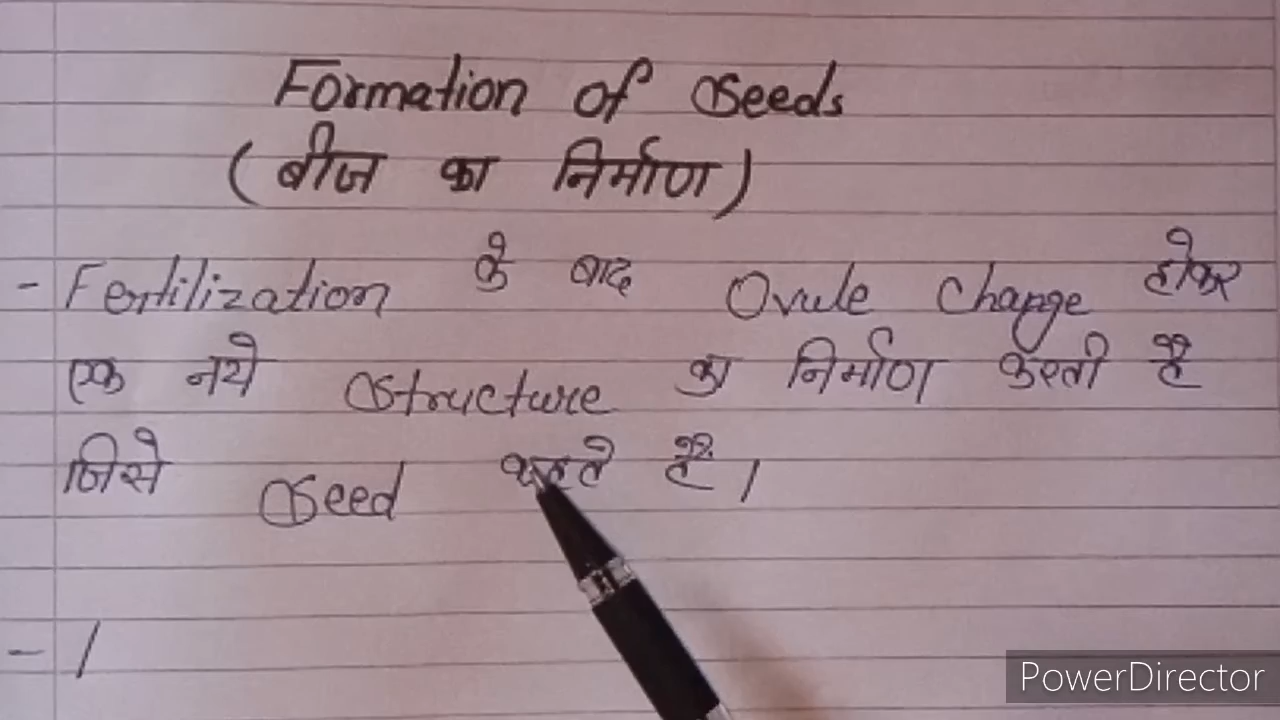 Formation of Seeds
(बीज का निर्माण)
- Fertilization के बाद Ovule change होकर
एक नये Structure का निर्माण करती है
जिसे Seed कहते हैं।
- /
PowerDirector